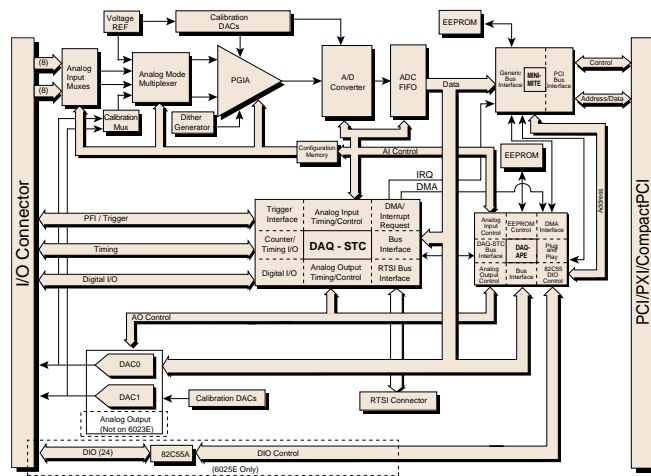 Voltage
REF
Calibration
DACs
EEPROM
(8)
(8)
Analog
Input
Muxes
Analog Mode
Multiplexer
PGIA
A/D
Converter
ADC
FIFO
Data
Generic
Bus
Interface
MINI-
MITE
PCI
Bus
Interface
Control
Address/Data
Calibration
Mux
Dither
Generator
Configuration
Memory
AI Control
EEPROM
IRQ
DMA
Address
I/O Connector
PCI/PXI/CompactPCI
PFI / Trigger
Timing
Digital I/O
Trigger
Interface
Analog Input
Timing/Control
DMA/
Interrupt
Request
Counter/
Timing I/O
DAQ - STC
Bus
Interface
Digital I/O
Analog Output
Timing/Control
RTSI Bus
Interface
Analog
Input
Control
EEPROM
Control
DMA
Interface
DAQ-STC
Bus
Interface
DAQ-
APE
Plug
and
Play
Analog
Output
Control
Bus
Interface
82C55
DIO
Control
AO Control
DAC0
DAC1
Calibration DACs
RTSI Connector
Analog Output
(Not on 6023E)
DIO (24)
82C55A
DIO Control
(6025E Only)